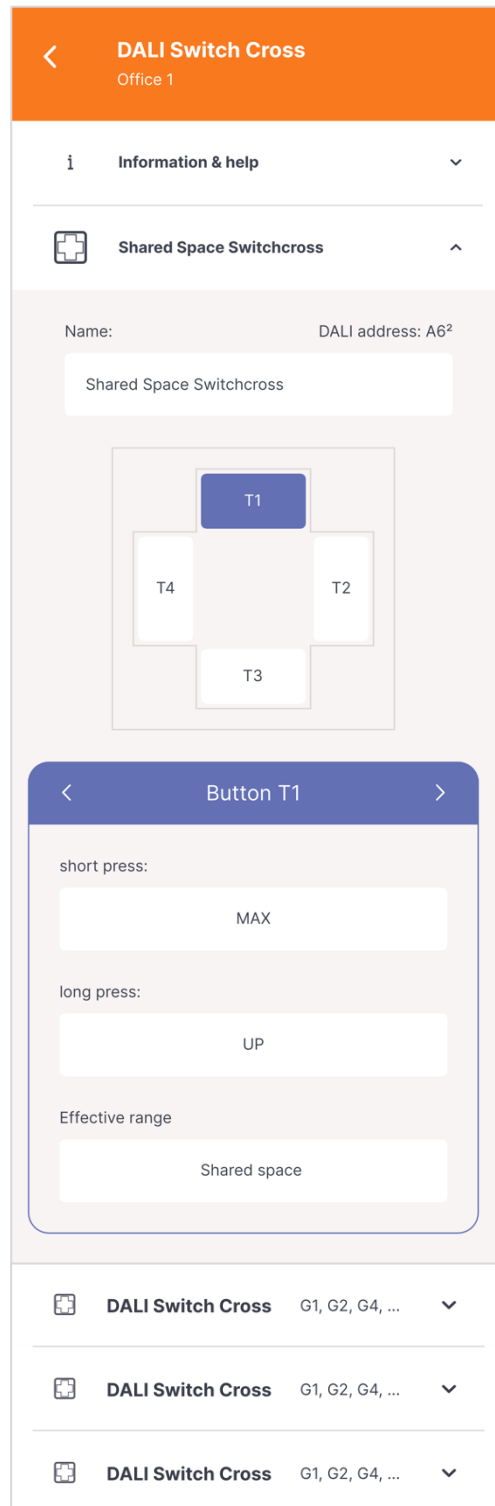 DALI Switch Cross
Office 1
i Information & help
Shared Space Switchcross
Name: DALI address: A6²
Shared Space Switchcross
T1
T4 T2
T3
Button T1
short press:
MAX
long press:
UP
Effective range
Shared space
DALI Switch Cross G1, G2, G4, ...
DALI Switch Cross G1, G2, G4, ...
DALI Switch Cross G1, G2, G4, ...